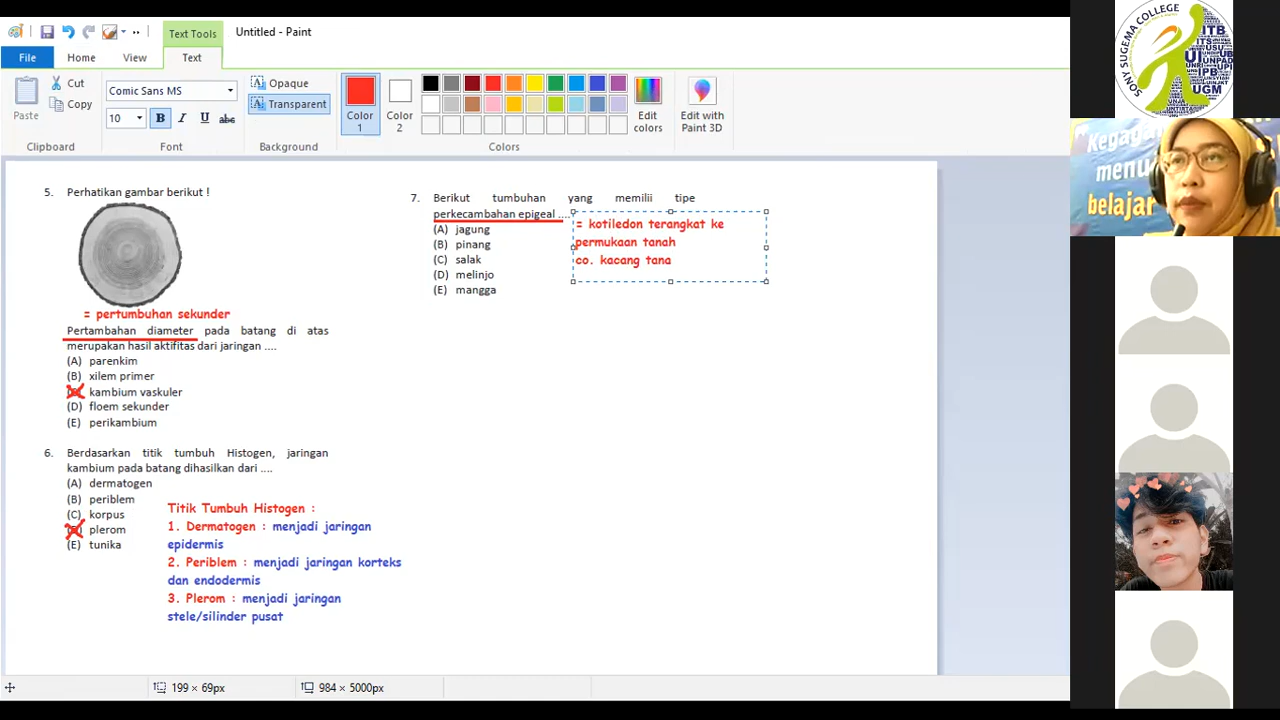 Text Tools
Untitled - Paint
File
Home
View
Text
Paste
Cut
Copy
Clipboard
Comic Sans MS
10
B
I
U
abc
Font
Opaque
Transparent
Background
Color 1
Color 2
Edit colors
Edit with Paint 3D
Colors
5. Perhatikan gambar berikut !
= pertumbuhan sekunder
Pertambahan diameter pada batang di atas
merupakan hasil aktifitas dari jaringan ....
(A) parenkim
(B) xilem primer
kambium vaskuler
(D) floem sekunder
(E) perikambium
6. Berdasarkan titik tumbuh Histogen, jaringan
kambium pada batang dihasilkan dari ....
(A) dermatogen
(B) periblem
(C) korpus
plerom
(E) tunika
Titik Tumbuh Histogen :
1. Dermatogen : menjadi jaringan
epidermis
2. Periblem : menjadi jaringan korteks
dan endodermis
3. Plerom : menjadi jaringan
stele/silinder pusat
7. Berikut tumbuhan yang memilii tipe
perkecambahan epigeal ....
(A) jagung
(B) pinang
(C) salak
(D) melinjo
(E) mangga
= kotiledon terangkat ke
permukaan tanah
co. kacang tana
199 × 69px
984 × 5000px
SONY SUGEMA COLLEGE
ITB
UI
IPB
UGM
"Kegaga
menu
belajar